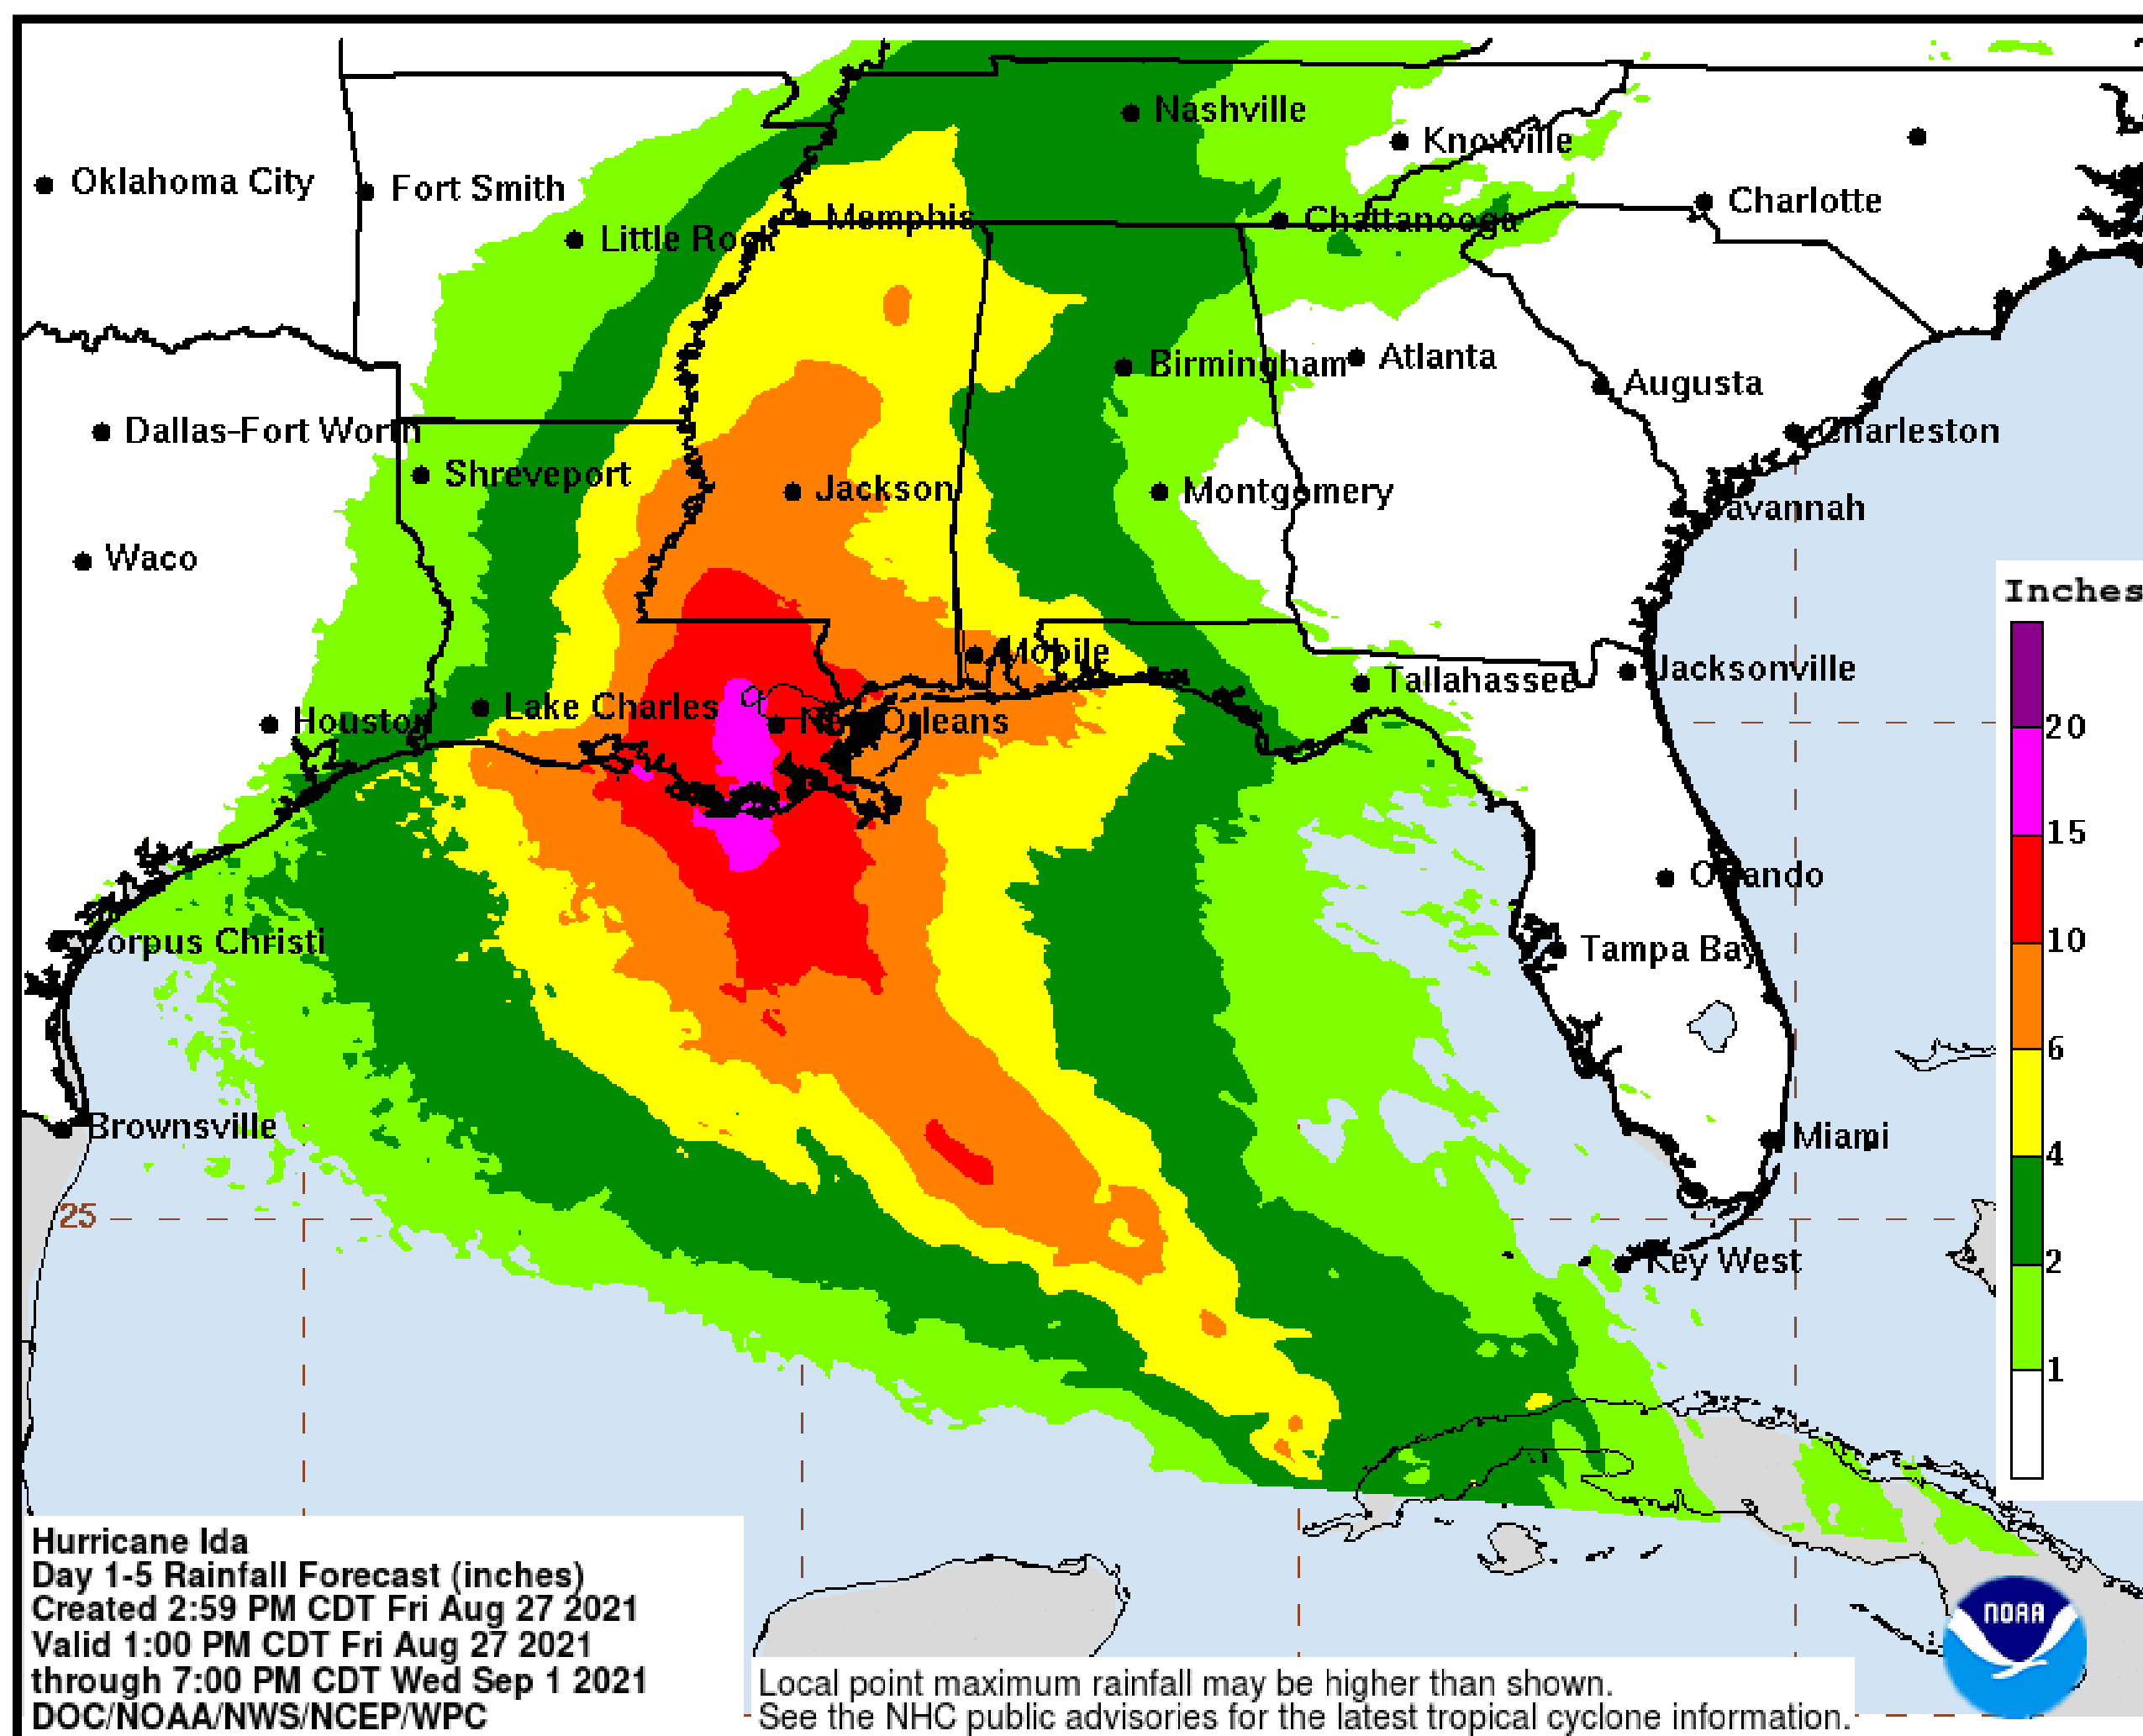 Nashville
Knoxville
Oklahoma City
Fort Smith
Charlotte
Memphis
Chattanooga
Little Rock
Birmingham
Atlanta
Augusta
Dallas-Fort Worth
Charleston
Shreveport
Jackson
Montgomery
Savannah
Waco
Inches
Mobile
Jacksonville
Tallahassee
Lake Charles
Houston
New Orleans
20
15
Orlando
10
Corpus Christi
Tampa Bay
6
Brownsville
Miami
4
25
2
Key West
1
Hurricane Ida
Day 1-5 Rainfall Forecast (inches)
Created 2:59 PM CDT Fri Aug 27 2021
Valid 1:00 PM CDT Fri Aug 27 2021
through 7:00 PM CDT Wed Sep 1 2021
DOC/NOAA/NWS/NCEP/WPC
NOAA
Local point maximum rainfall may be higher than shown.
See the NHC public advisories for the latest tropical cyclone information.